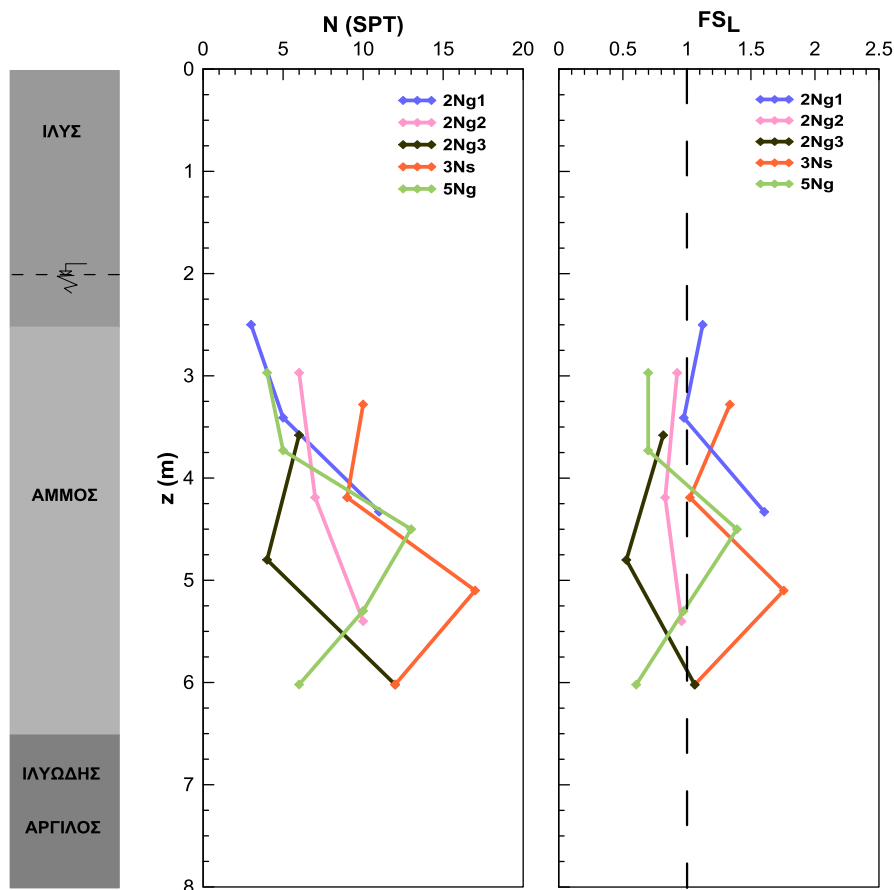 N (SPT)
FSL
0 5 10 15 20
0 0.5 1 1.5 2 2.5
0
1
2
3
4
5
6
7
8
z (m)
ΙΛΥΣ
ΑΜΜΟΣ
ΙΛΥΩΔΗΣ
ΑΡΓΙΛΟΣ
2Ng1
2Ng2
2Ng3
3Ns
5Ng
2Ng1
2Ng2
2Ng3
3Ns
5Ng